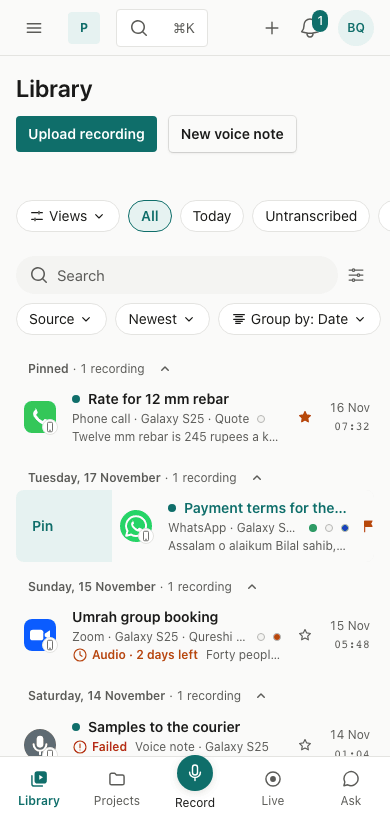 P
⌘K
1
BQ
Library
Upload recording
New voice note
Views
All
Today
Untranscribed
Search
Source
Newest
Group by: Date
Pinned · 1 recording
Rate for 12 mm rebar
16 Nov
Phone call · Galaxy S25 · Quote
07:32
Twelve mm rebar is 245 rupees a k...
Tuesday, 17 November · 1 recording
Pin
Payment terms for the...
WhatsApp · Galaxy S...
Assalam o alaikum Bilal sahib,...
Sunday, 15 November · 1 recording
Umrah group booking
15 Nov
Zoom · Galaxy S25 · Qureshi ...
05:48
Audio · 2 days left Forty peopl...
Saturday, 14 November · 1 recording
Samples to the courier
14 Nov
Failed Voice note · Galaxy S25
01:04
Library
Projects
Record
Live
Ask